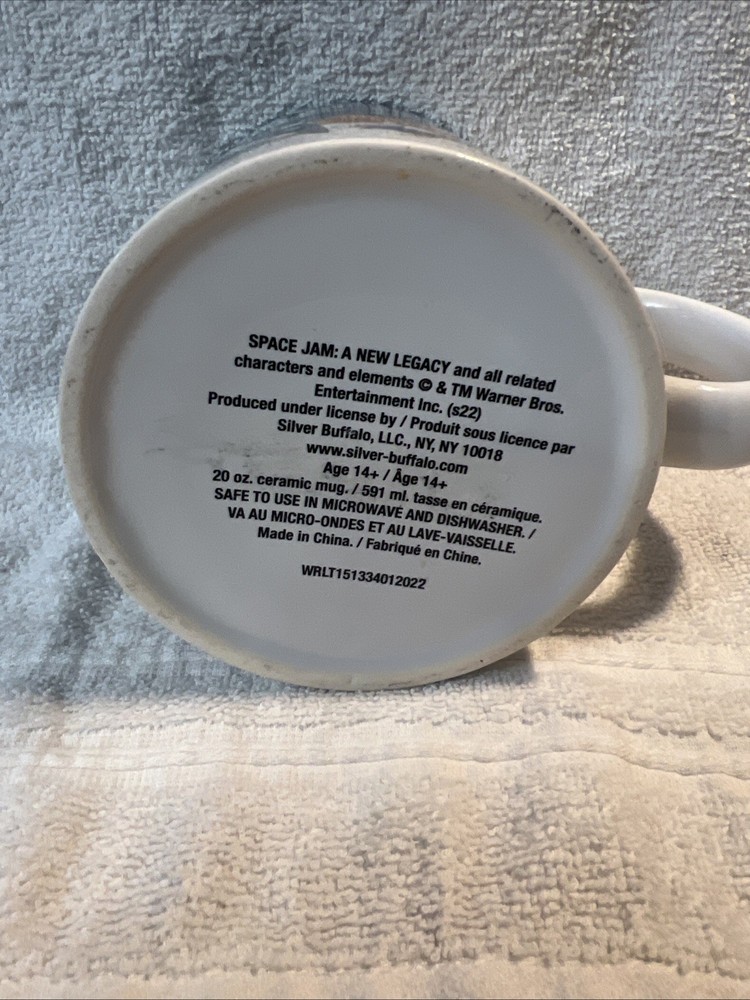 SPACE JAM: A NEW LEGACY and all related
characters and elements © & TM Warner Bros.
Entertainment Inc. (s22)
Produced under license by / Produit sous licence par
Silver Buffalo, LLC., NY, NY 10018
www.silver-buffalo.com
Age 14+ / Âge 14+
20 oz. ceramic mug. / 591 ml. tasse en céramique.
SAFE TO USE IN MICROWAVE AND DISHWASHER. /
VA AU MICRO-ONDES ET AU LAVE-VAISSELLE.
Made in China. / Fabriqué en Chine.
WRLT151334012022